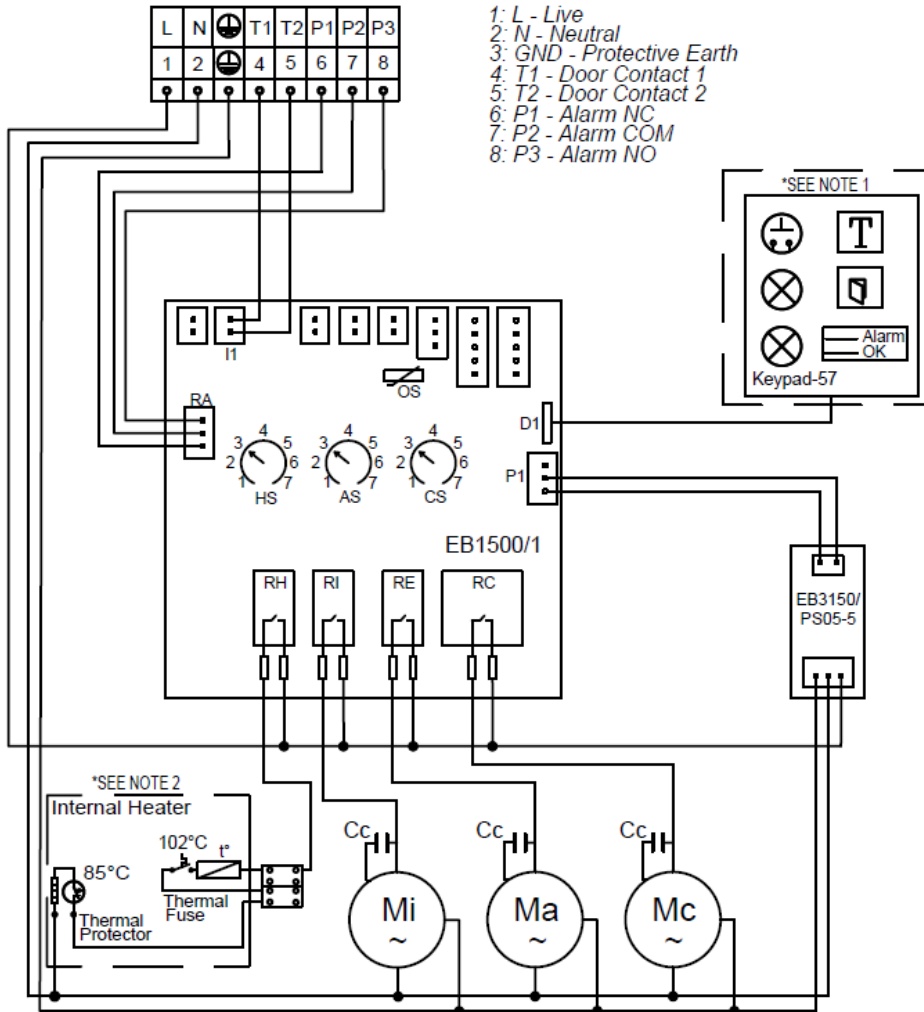 L N T1 T2 P1 P2 P3
1 2 4 5 6 7 8
1: L - Live
2: N - Neutral
3: GND - Protective Earth
4: T1 - Door Contact 1
5: T2 - Door Contact 2
6: P1 - Alarm NC
7: P2 - Alarm COM
8: P3 - Alarm NO
*SEE NOTE 1
T
Alarm
OK
Keypad-57
I1
OS
RA
D1
P1
1 2 3 4 5 6 7
HS
1 2 3 4 5 6 7
AS
1 2 3 4 5 6 7
CS
EB1500/1
EB3150/
PS05-5
RH RI RE RC
*SEE NOTE 2
Internal Heater
102°C t°
85°C
Thermal
Fuse
Thermal
Protector
Cc Cc Cc
Mi Ma Mc
~ ~ ~